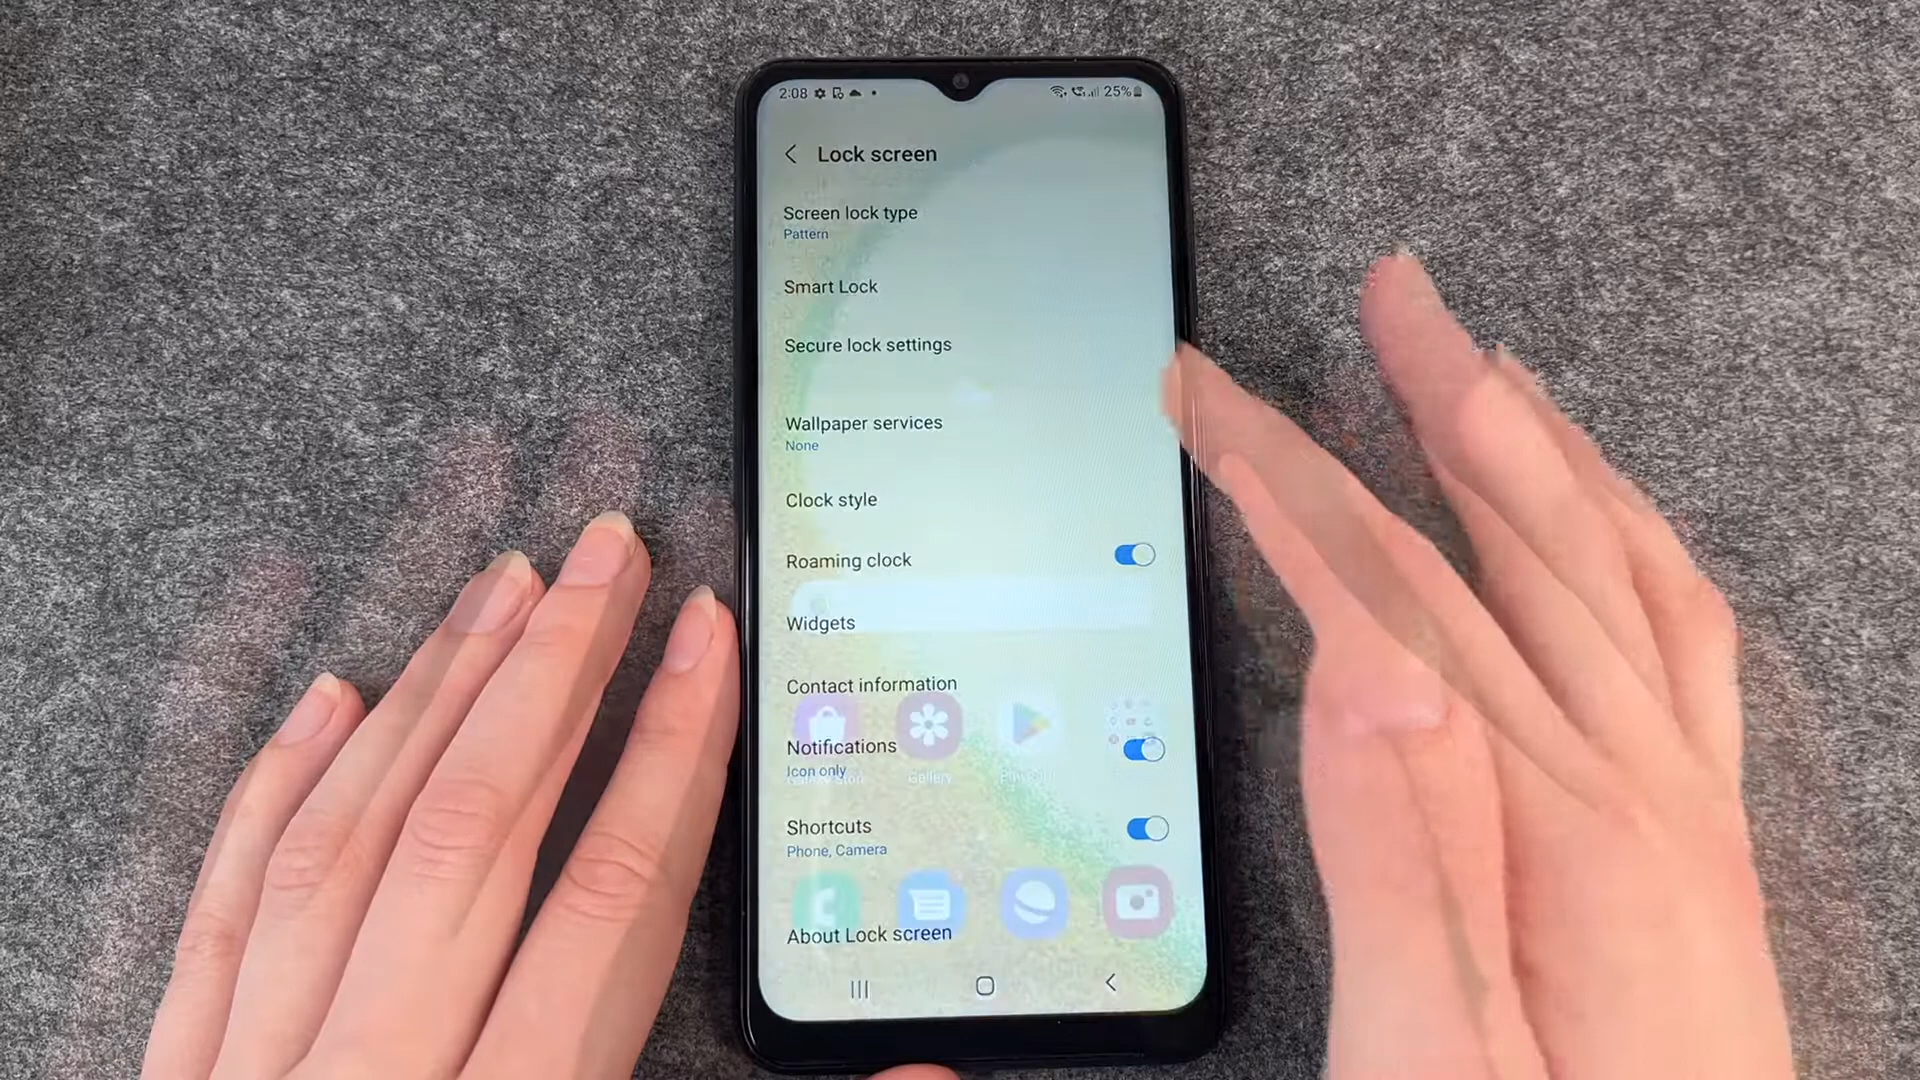 2:08
25%
Lock screen
Screen lock type
Pattern
Smart Lock
Secure lock settings
Wallpaper services
None
Clock style
Roaming clock
Widgets
Contact information
Notifications
Icon only
Gallery
Shortcuts
Phone, Camera
About Lock screen